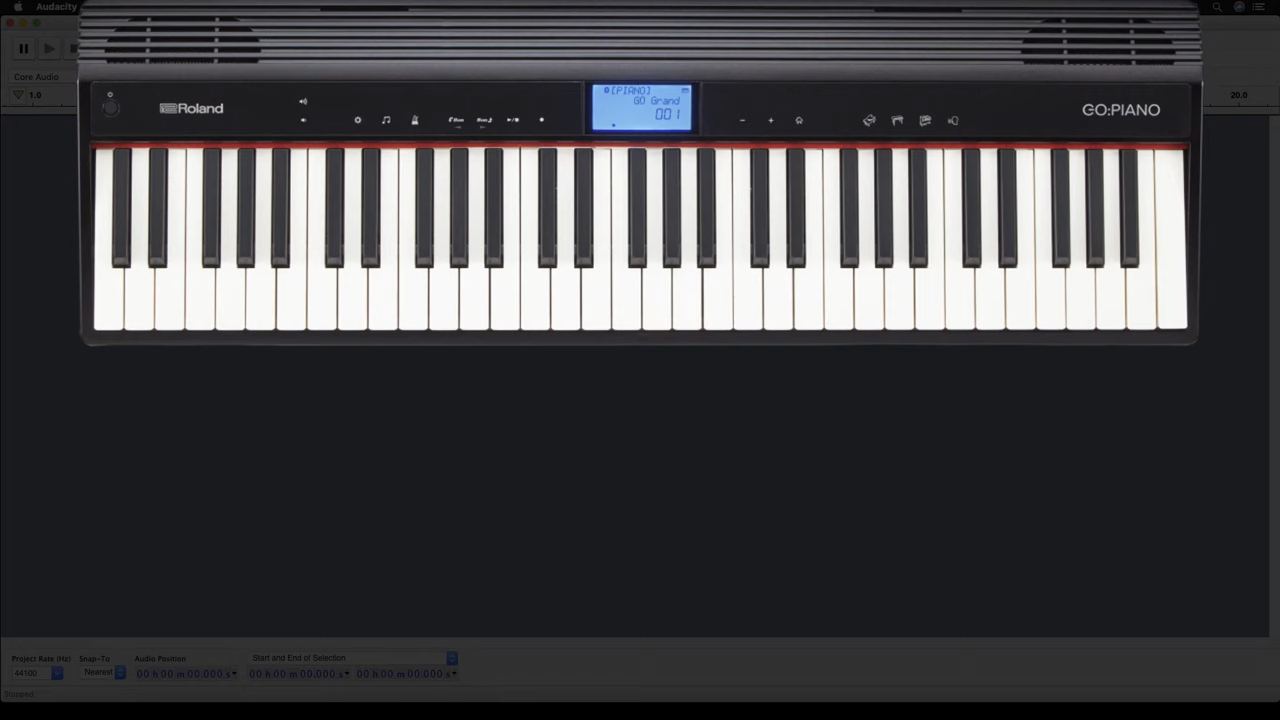 Audacity
Core Audio
1.0
20.0
Roland
[PIANO]
GO Grand
001
GO:PIANO
Project Rate (Hz)
Snap-To
Audio Position
Start and End of Selection
44100
Nearest
00 h 00 m 00.000 s
00 h 00 m 00.000 s
00 h 00 m 00.000 s
Stopped.